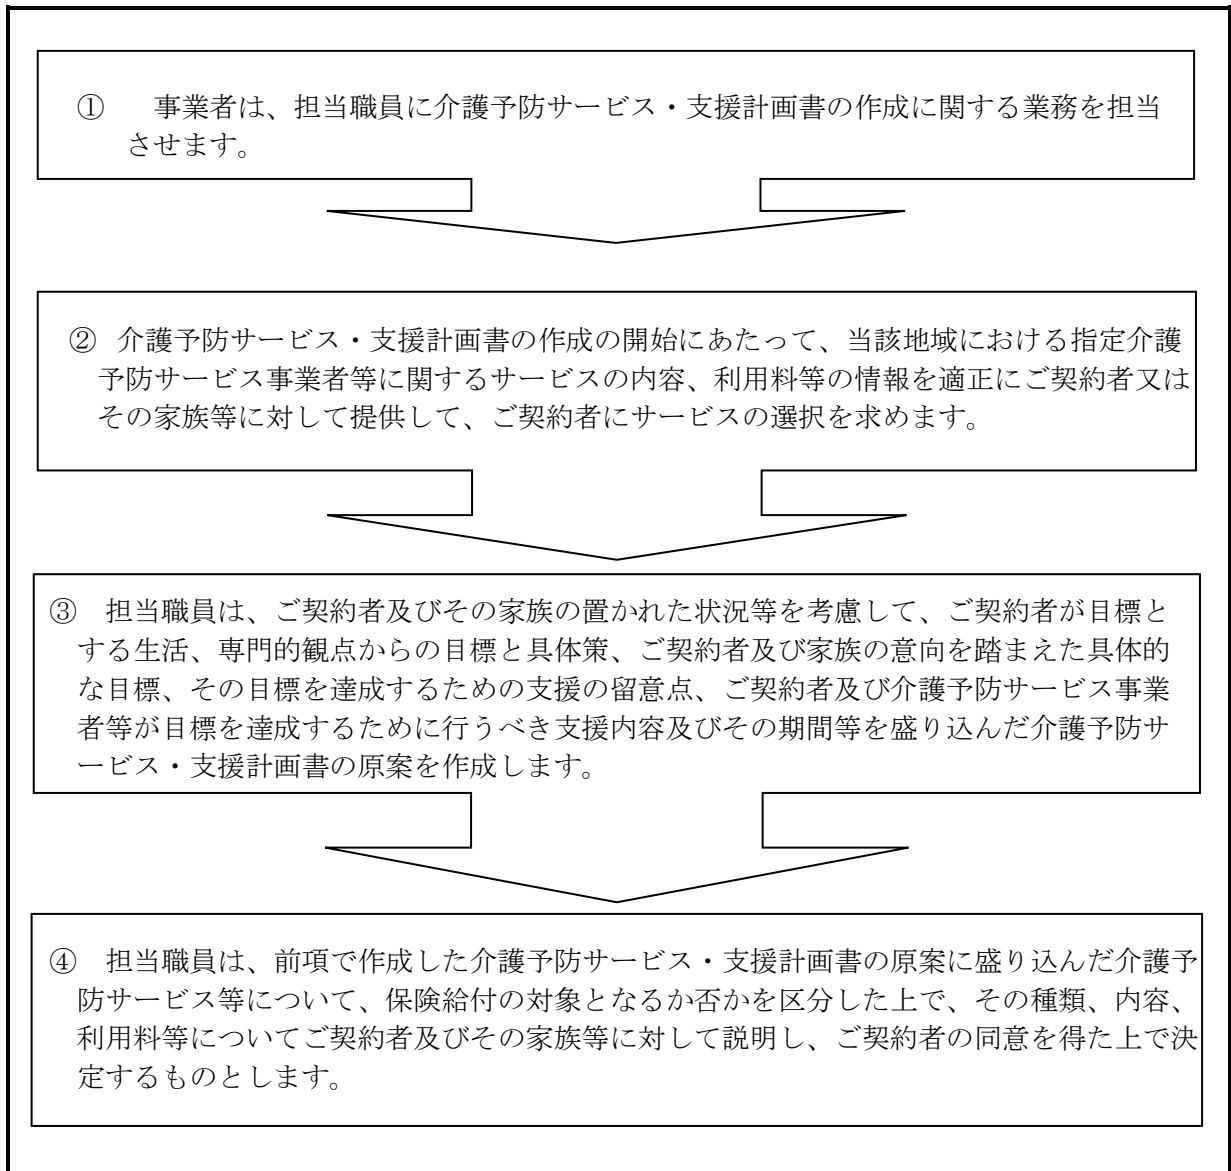 ① 事業者は、担当職員に介護予防サービス・支援計画書の作成に関する業務を担当
させます。
② 介護予防サービス・支援計画書の作成の開始にあたって、当該地域における指定介護
予防サービス事業者等に関するサービスの内容、利用料等の情報を適正にご契約者又は
その家族等に対して提供して、ご契約者にサービスの選択を求めます。
③ 担当職員は、ご契約者及びその家族の置かれた状況等を考慮して、ご契約者が目標と
する生活、専門的観点からの目標と具体策、ご契約者及び家族の意向を踏まえた具体的
な目標、その目標を達成するための支援の留意点、ご契約者及び介護予防サービス事業
者等が目標を達成するために行うべき支援内容及びその期間等を盛り込んだ介護予防サ
ービス・支援計画書の原案を作成します。
④ 担当職員は、前項で作成した介護予防サービス・支援計画書の原案に盛り込んだ介護予
防サービス等について、保険給付の対象となるか否かを区分した上で、その種類、内容、
利用料等についてご契約者及びその家族等に対して説明し、ご契約者の同意を得た上で決
定するものとします。